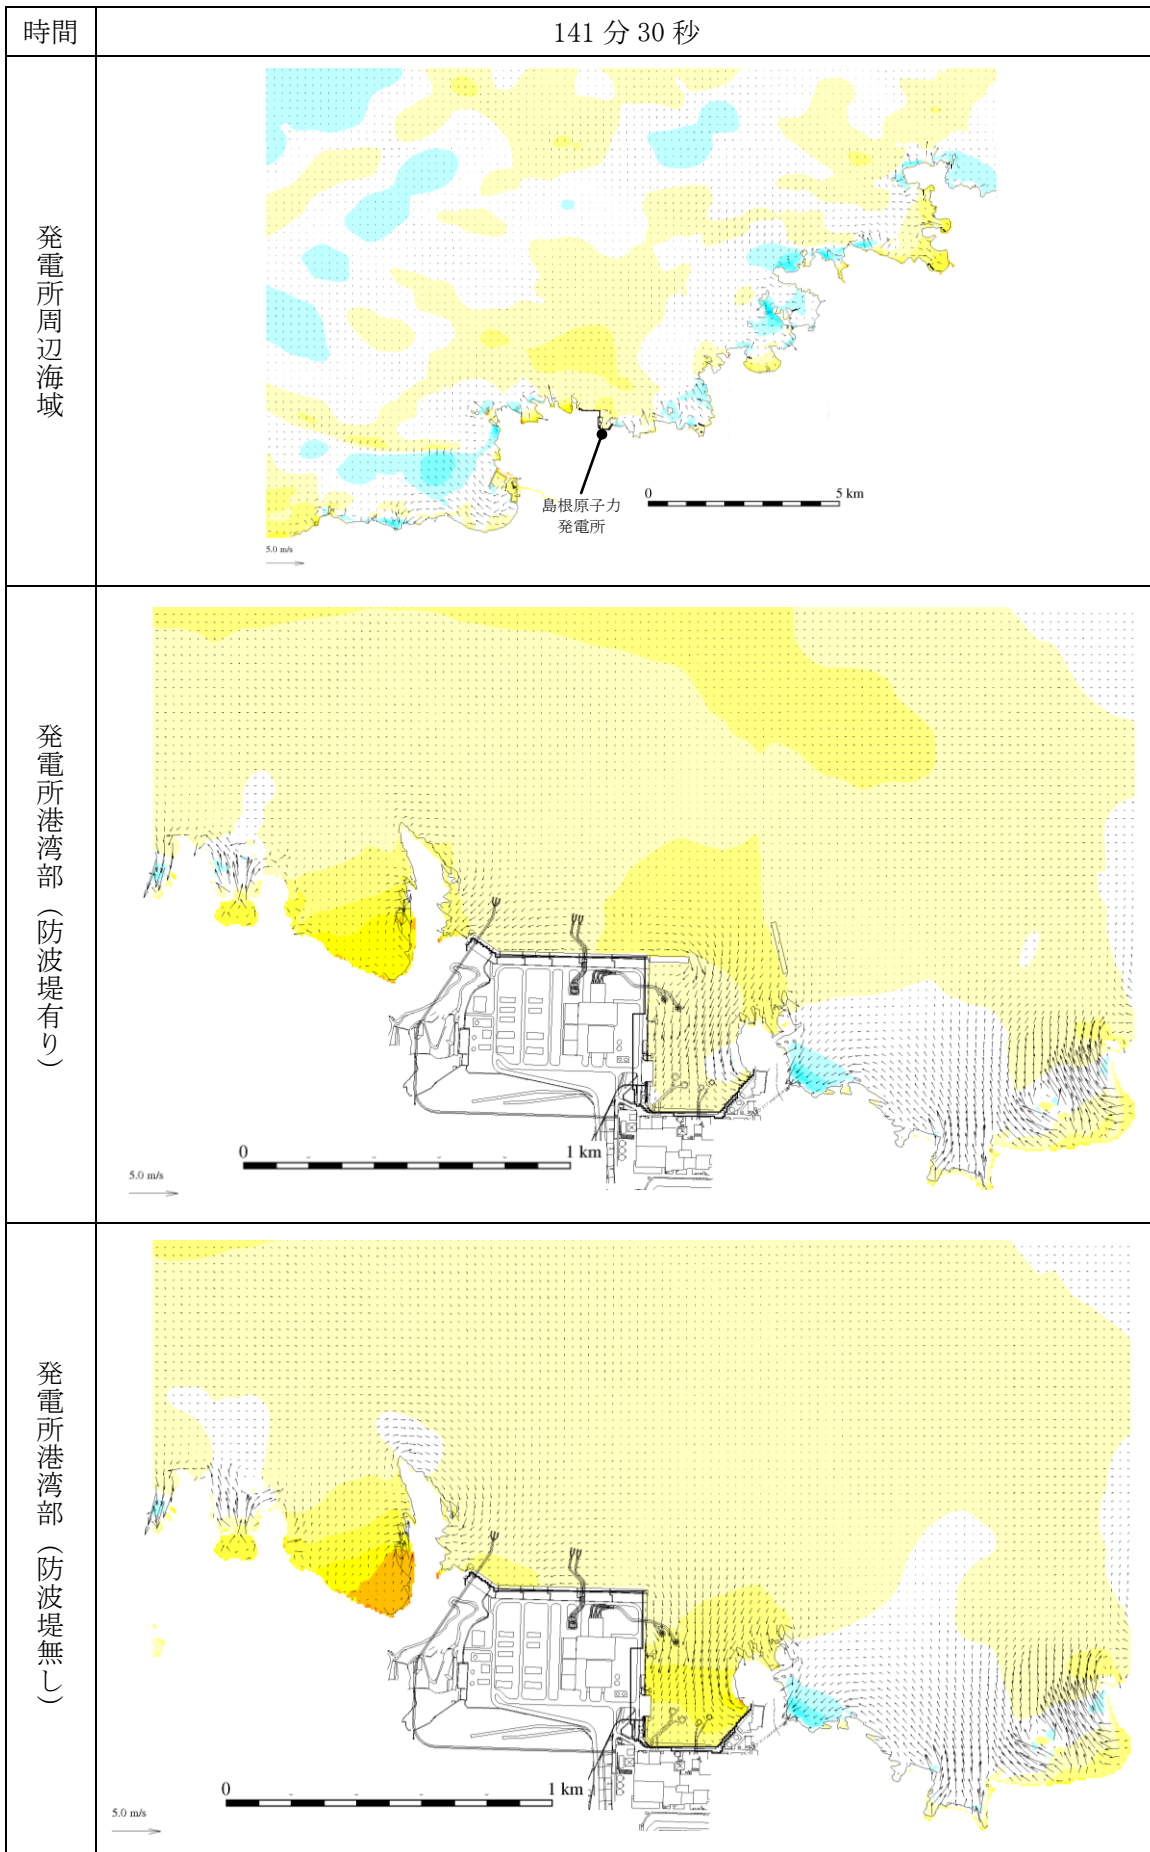 時間
141 分 30 秒
発電所周辺海域
島根原子力
発電所
0
5 km
5.0 m/s
発電所港湾部（防波堤有り）
0
1 km
5.0 m/s
発電所港湾部（防波堤無し）
0
1 km
5.0 m/s